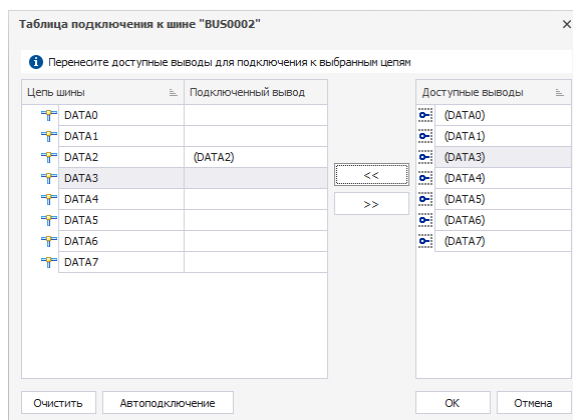 Таблица подключения к шине "BUS0002"
Перенесите доступные выводы для подключения к выбранным цепям
Цепь шины Подключенный вывод
DATA0
DATA1
DATA2 (DATA2)
DATA3
DATA4
DATA5
DATA6
DATA7
<<
>>
Доступные выводы
(DATA0)
(DATA1)
(DATA3)
(DATA4)
(DATA5)
(DATA6)
(DATA7)
Очистить Автоподключение OK Отмена